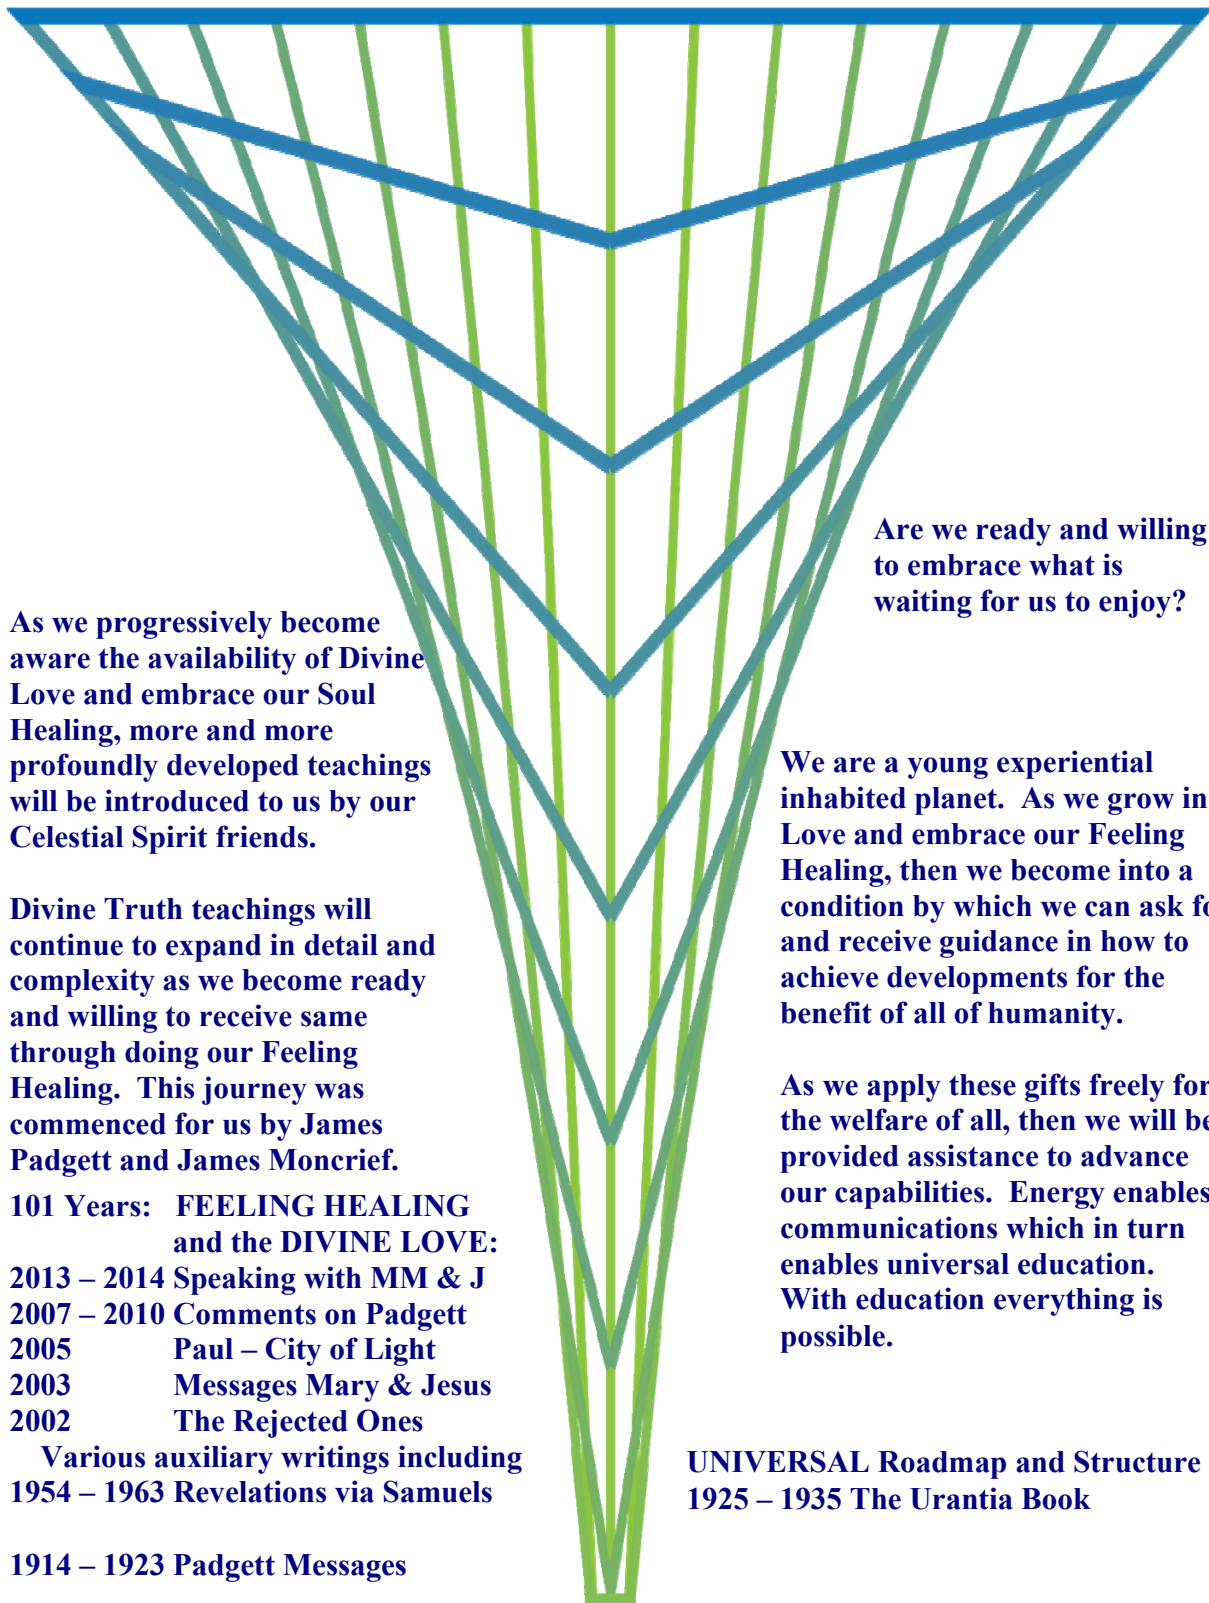 Are we ready and willing
to embrace what is
waiting for us to enjoy?
As we progressively become
aware the availability of Divine
Love and embrace our Soul
Healing, more and more
profoundly developed teachings
will be introduced to us by our
Celestial Spirit friends.
Divine Truth teachings will
continue to expand in detail and
complexity as we become ready
and willing to receive same
through doing our Feeling
Healing. This journey was
commenced for us by James
Padgett and James Moncrief.
101 Years: FEELING HEALING
and the DIVINE LOVE:
2013 – 2014 Speaking with MM & J
2007 – 2010 Comments on Padgett
2005 Paul – City of Light
2003 Messages Mary & Jesus
2002 The Rejected Ones
Various auxiliary writings including
1954 – 1963 Revelations via Samuels
1914 – 1923 Padgett Messages
We are a young experiential
inhabited planet. As we grow in
Love and embrace our Feeling
Healing, then we become into a
condition by which we can ask fo
and receive guidance in how to
achieve developments for the
benefit of all of humanity.
As we apply these gifts freely for
the welfare of all, then we will be
provided assistance to advance
our capabilities. Energy enables
communications which in turn
enables universal education.
With education everything is
possible.
UNIVERSAL Roadmap and Structure
1925 – 1935 The Urantia Book